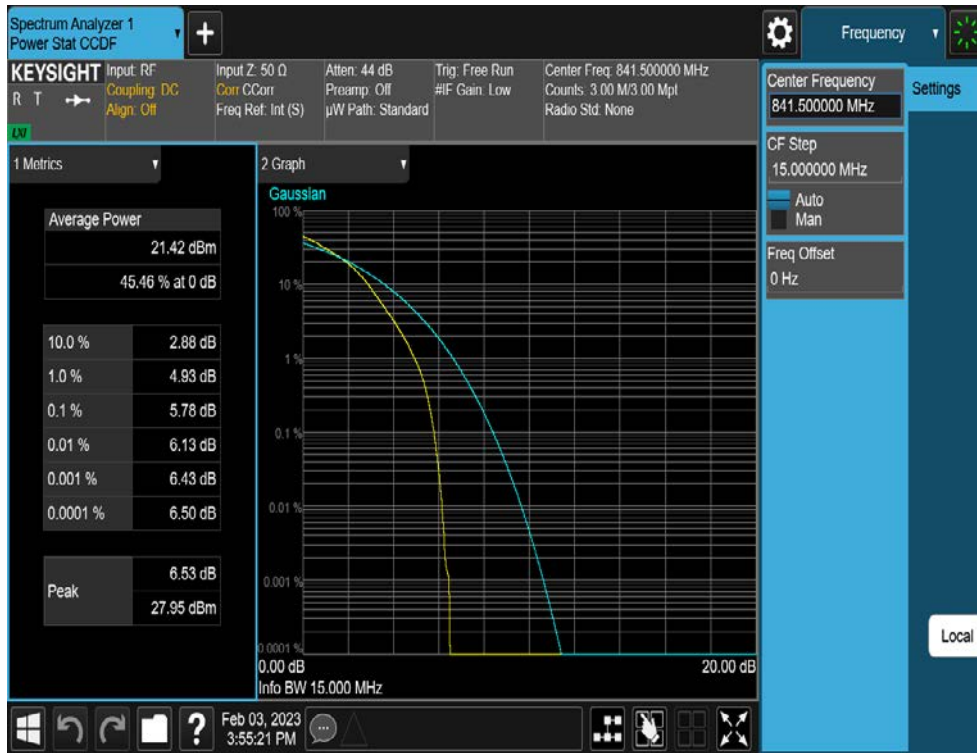 Spectrum Analyzer 1
Power Stat CCDF
+
Frequency
KEYSIGHT
R T
LXI
Input: RF
Coupling: DC
Align: Off
Input Z: 50 Ω
Corr CCorr
Freq Ref: Int (S)
Atten: 44 dB
Preamp: Off
µW Path: Standard
Trig: Free Run
#IF Gain: Low
Center Freq: 841.500000 MHz
Counts: 3.00 M/3.00 Mpt
Radio Std: None
Center Frequency
841.500000 MHz
Settings
CF Step
15.000000 MHz
Auto
Man
Freq Offset
0 Hz
Local
1 Metrics
Average Power
21.42 dBm
45.46 % at 0 dB
10.0 % 2.88 dB
1.0 % 4.93 dB
0.1 % 5.78 dB
0.01 % 6.13 dB
0.001 % 6.43 dB
0.0001 % 6.50 dB
Peak
6.53 dB
27.95 dBm
2 Graph
Gaussian
100 %
10 %
1 %
0.1 %
0.01 %
0.001 %
0.0001 %
0.00 dB 20.00 dB
Info BW 15.000 MHz
?
Feb 03, 2023
3:55:21 PM